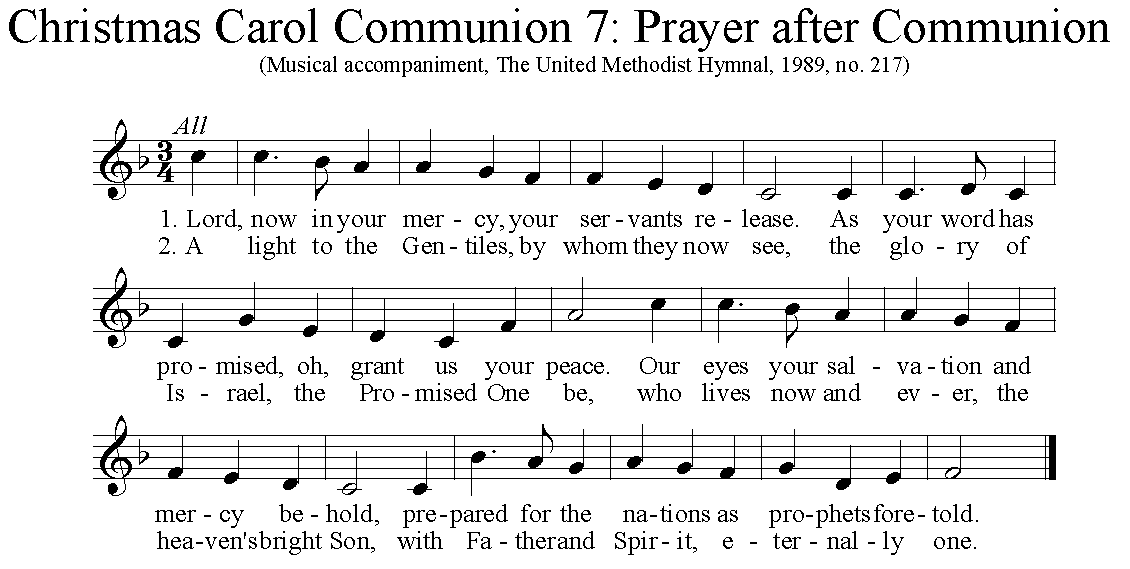 Christmas Carol Communion 7: Prayer after Communion
(Musical accompaniment, The United Methodist Hymnal, 1989, no. 217)
All
3
4
1. Lord, now in your mer - cy, your ser - vants re - lease. As your word has
2. A light to the Gen - tiles, by whom they now see, the glo - ry of
pro - mised, oh, grant us your peace. Our eyes your sal - va - tion and
Is - rael, the Pro - mised One be, who lives now and ev - er, the
mer - cy be - hold, pre - pared for the na - tions as pro - phets fore - told.
hea - ven's bright Son, with Fa - ther and Spir - it, e - ter - nal - ly one.